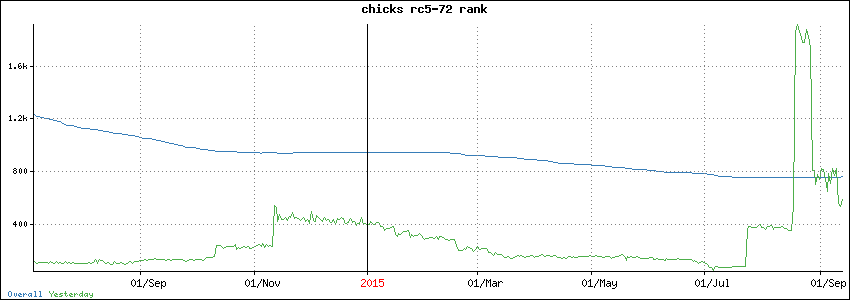 chicks rc5-72 rank
1.6k
1.2k
800
400
01/Sep 01/Nov 2015 01/Mar 01/May 01/Jul 01/Sep
Overall Yesterday